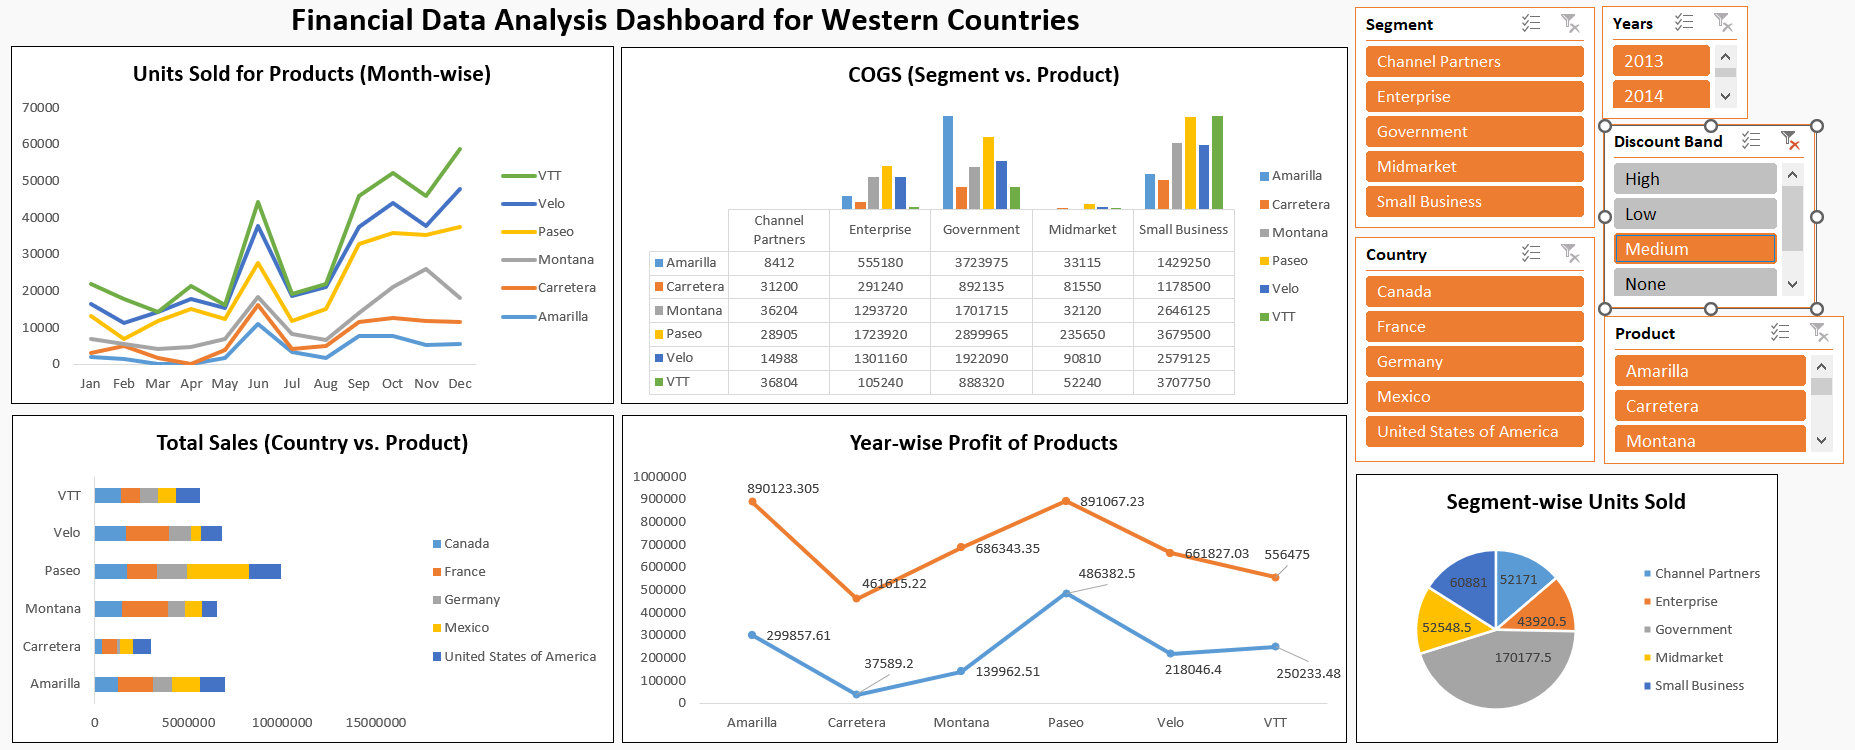 Financial Data Analysis Dashboard for Western Countries
Units Sold for Products (Month-wise)
70000
60000
50000
40000
30000
20000
10000
0
Jan Feb Mar Apr May Jun Jul Aug Sep Oct Nov Dec
VTT
Velo
Paseo
Montana
Carretera
Amarilla
COGS (Segment vs. Product)
Channel Partners Enterprise Government Midmarket Small Business
Amarilla 8412 555180 3723975 33115 1429250
Carretera 31200 291240 892135 81550 1178500
Montana 36204 1293720 1701715 32120 2646125
Paseo 28905 1723920 2899965 235650 3679500
Velo 14988 1301160 1922090 90810 2579125
VTT 36804 105240 888320 52240 3707750
Amarilla
Carretera
Montana
Paseo
Velo
VTT
Segment
Channel Partners
Enterprise
Government
Midmarket
Small Business
Years
2013
2014
Discount Band
High
Low
Medium
None
Country
Canada
France
Germany
Mexico
United States of America
Product
Amarilla
Carretera
Montana
Total Sales (Country vs. Product)
VTT
Velo
Paseo
Montana
Carretera
Amarilla
0 5000000 10000000 15000000
Canada
France
Germany
Mexico
United States of America
Year-wise Profit of Products
1000000
900000
800000
700000
600000
500000
400000
300000
200000
100000
0
890123.305
461615.22
686343.35
891067.23
661827.03
556475
299857.61
37589.2
139962.51
486382.5
218046.4
250233.48
Amarilla Carretera Montana Paseo Velo VTT
Segment-wise Units Sold
60881
52171
43920.5
52548.5
170177.5
Channel Partners
Enterprise
Government
Midmarket
Small Business